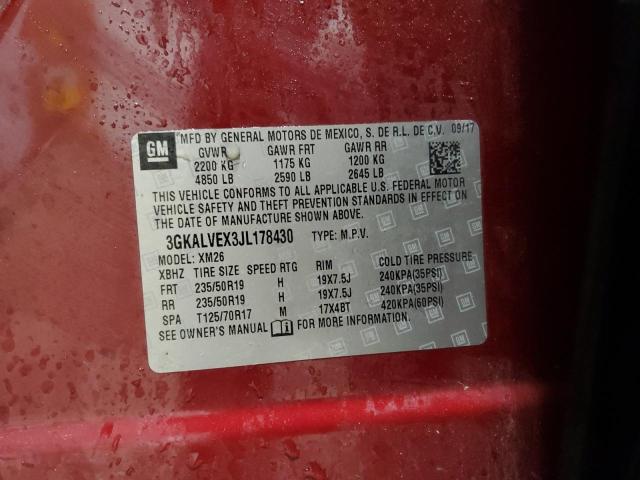 MFD BY GENERAL MOTORS DE MEXICO, S. DE R.L. DE C.V. 09/17
GM
GVWR GAWR FRT GAWR RR
2200 KG 1175 KG 1200 KG
4850 LB 2590 LB 2645 LB
THIS VEHICLE CONFORMS TO ALL APPLICABLE U.S. FEDERAL MOTOR
VEHICLE SAFETY AND THEFT PREVENTION STANDARDS IN EFFECT ON
THE DATE OF MANUFACTURE SHOWN ABOVE.
3GKALVEX3JL178430 TYPE: M.P.V.
MODEL: XM26
XBHZ TIRE SIZE SPEED RTG RIM COLD TIRE PRESSURE
FRT 235/50R19 H 19X7.5J 240KPA(35PSI)
RR 235/50R19 H 19X7.5J 240KPA(35PSI)
SPA T125/70R17 M 17X4BT 420KPA(60PSI)
SEE OWNER'S MANUAL FOR MORE INFORMATION.